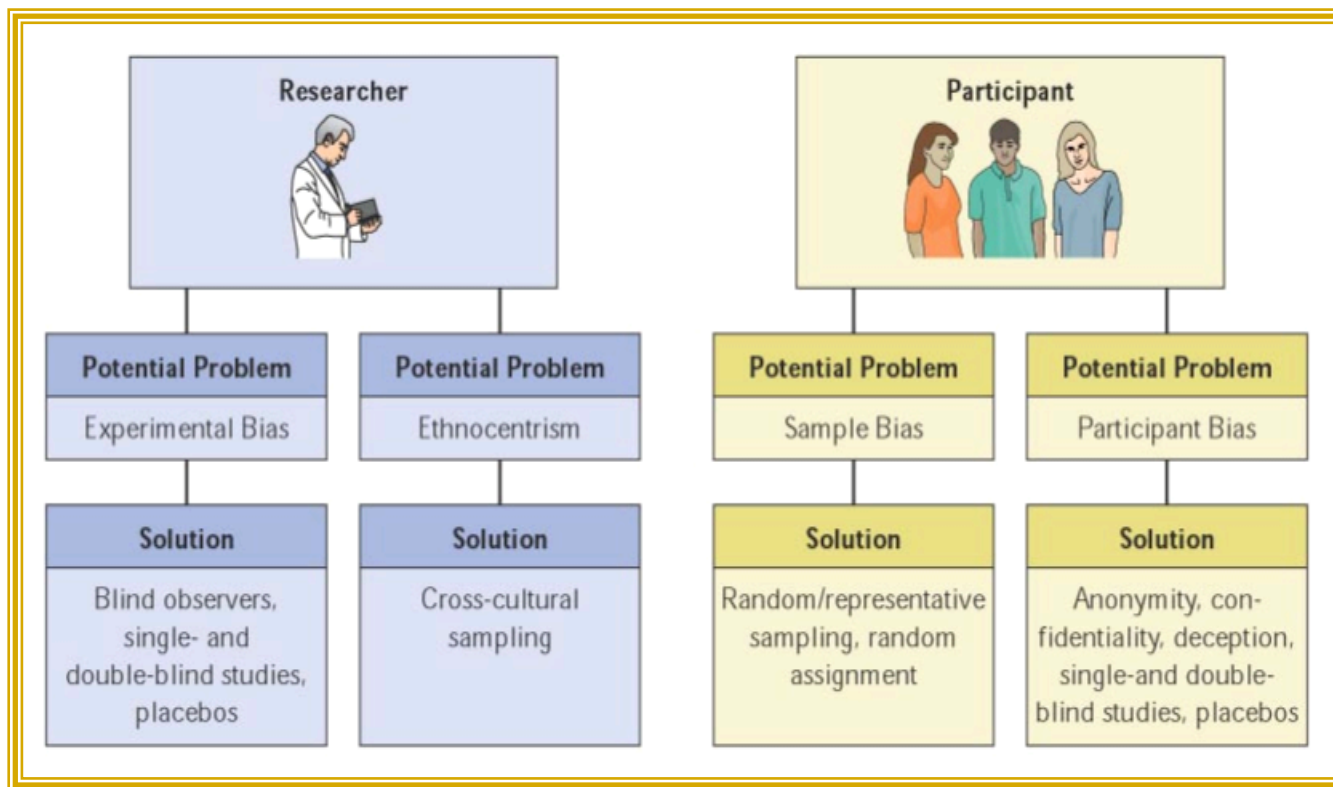 Researcher
Potential Problem
Experimental Bias
Solution
Blind observers,
single- and
double-blind studies,
placebos
Potential Problem
Ethnocentrism
Solution
Cross-cultural
sampling
Participant
Potential Problem
Sample Bias
Solution
Random/representative
sampling, random
assignment
Potential Problem
Participant Bias
Solution
Anonymity, con-
fidentiality, deception,
single-and double-
blind studies, placebos